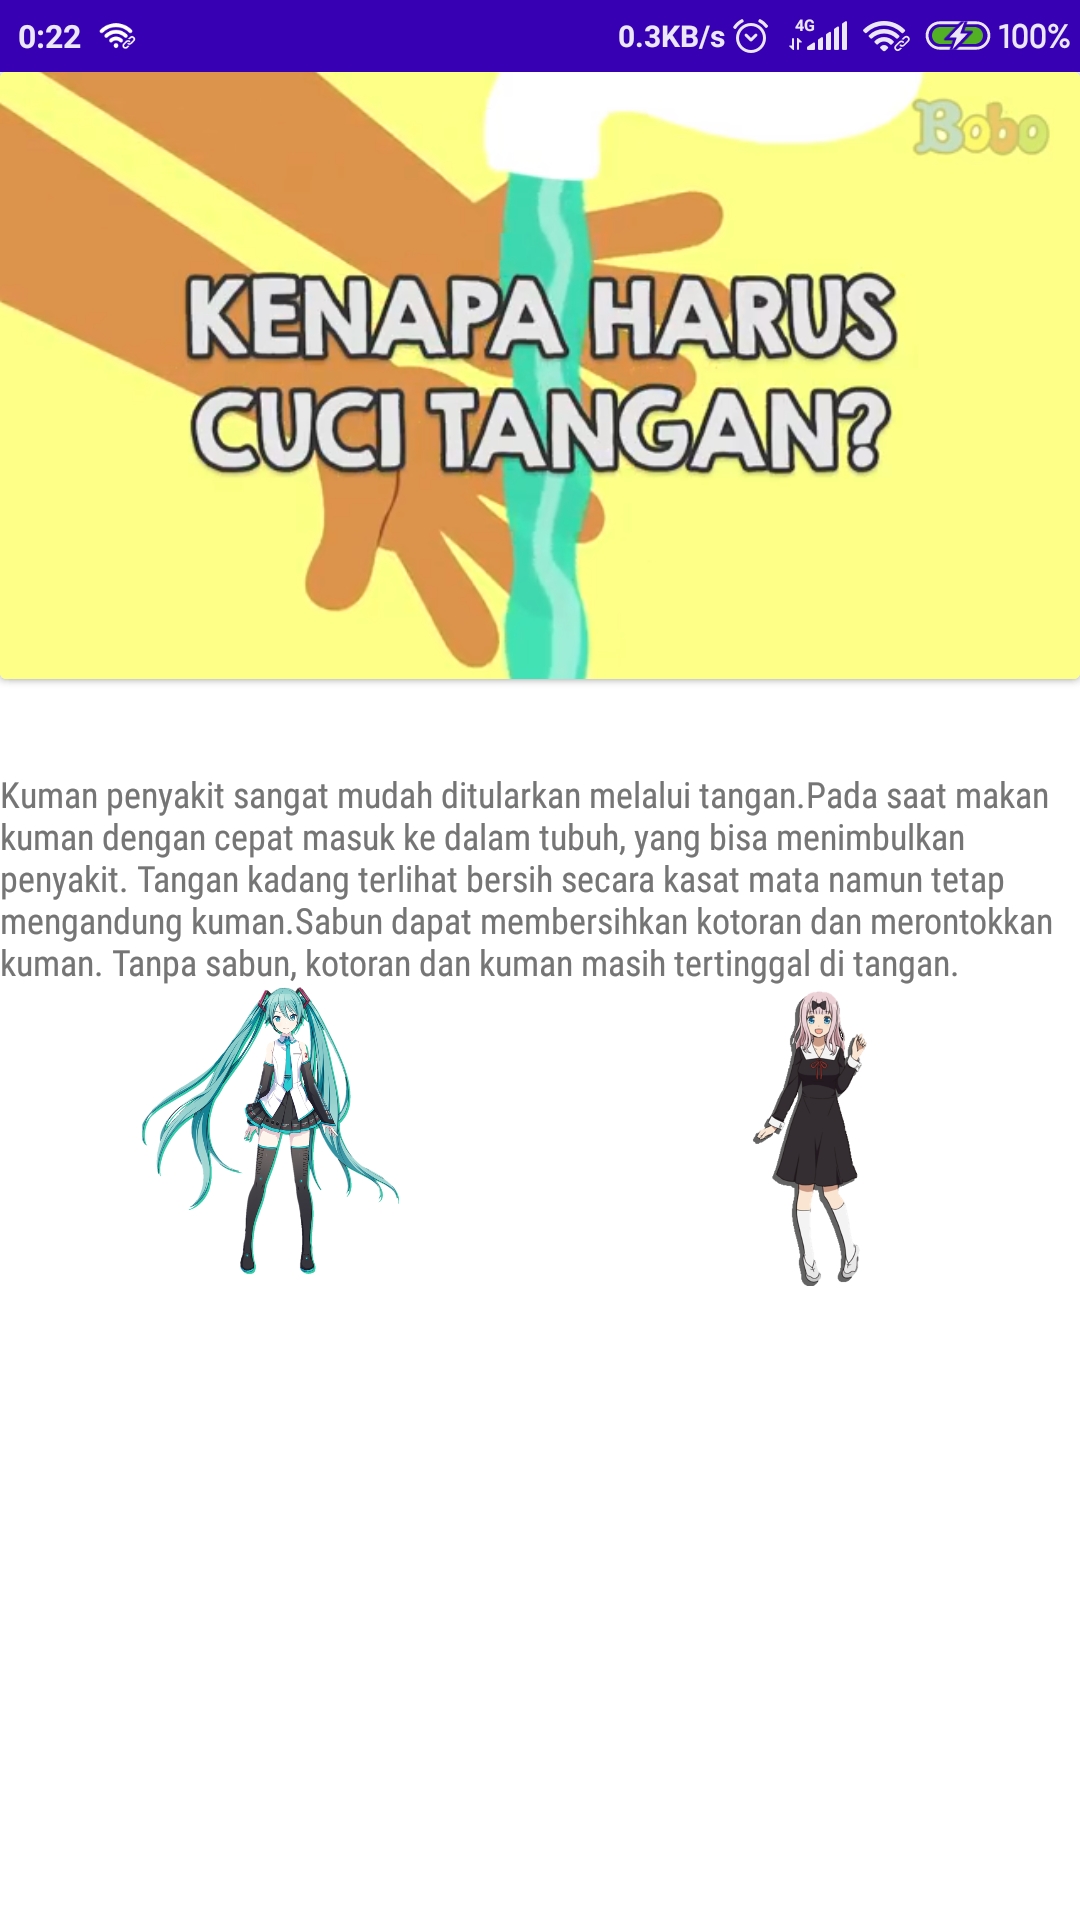 0:22 0.3KB/s 4G 100%
Bobo
KENAPA HARUS
CUCI TANGAN?
Kuman penyakit sangat mudah ditularkan melalui tangan.Pada saat makan
kuman dengan cepat masuk ke dalam tubuh, yang bisa menimbulkan
penyakit. Tangan kadang terlihat bersih secara kasat mata namun tetap
mengandung kuman.Sabun dapat membersihkan kotoran dan merontokkan
kuman. Tanpa sabun, kotoran dan kuman masih tertinggal di tangan.